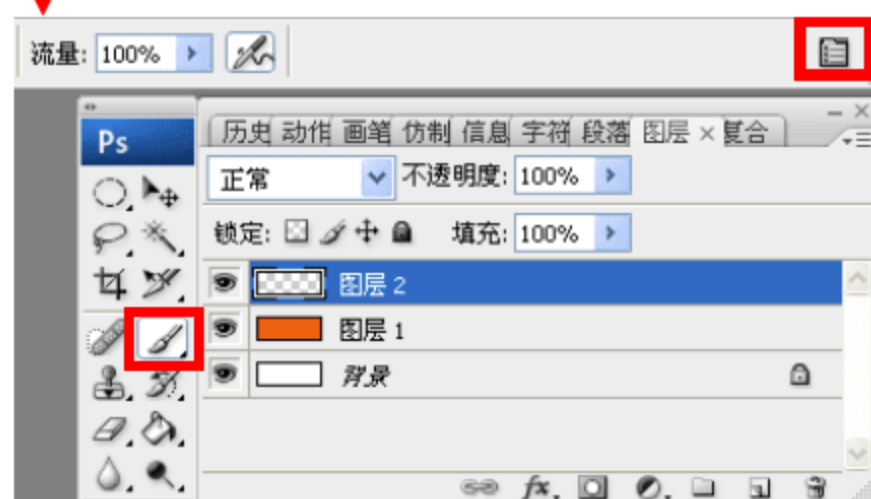 流量: 100%
Ps
历史 动作 画笔 仿制 信息 字符 段落 图层 × 复合
正常 不透明度: 100%
锁定: 填充: 100%
图层 2
图层 1
背景
fx.